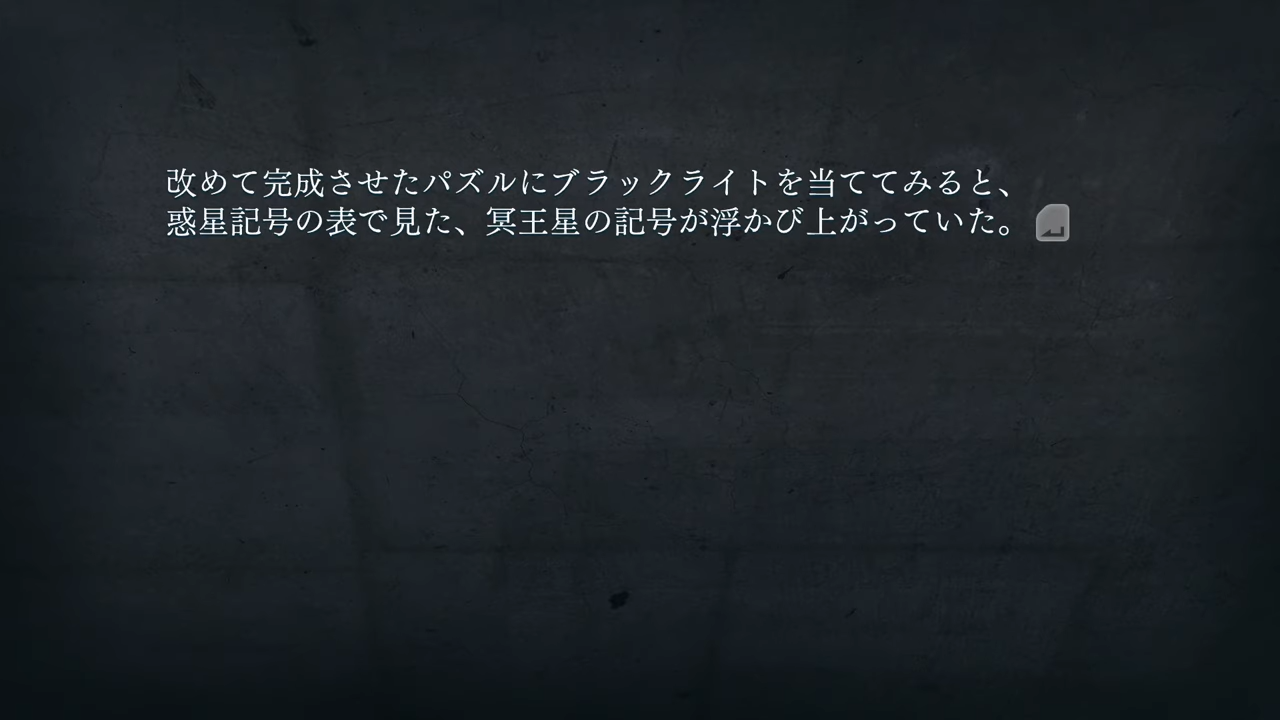 改めて完成させたパズルにブラックライトを当ててみると、
惑星記号の表で見た、冥王星の記号が浮かび上がっていた。